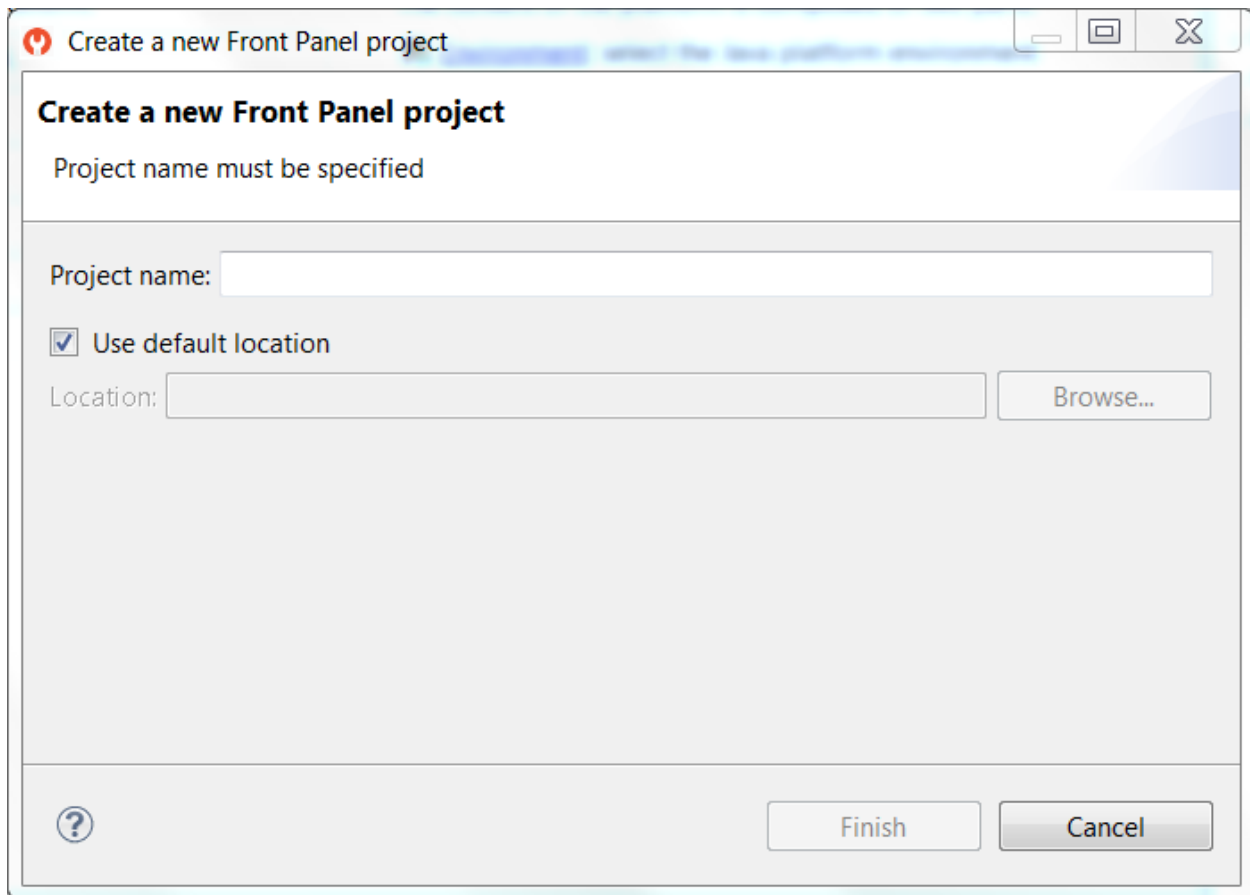 Create a new Front Panel project
Create a new Front Panel project
Project name must be specified
Project name:
Use default location
Location: Browse...
Finish Cancel